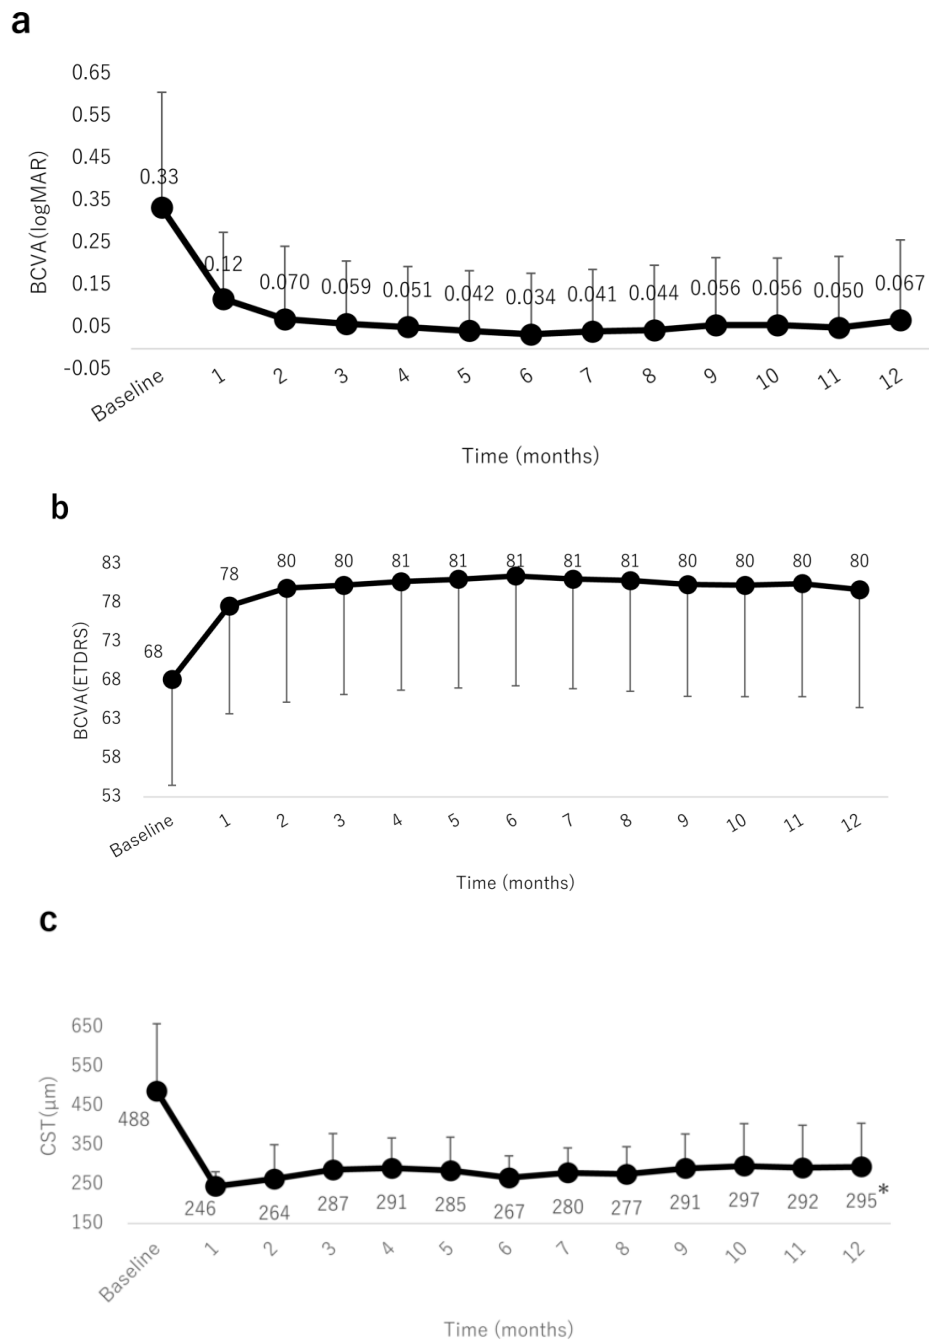 a
0.65
0.55
0.45
0.35
0.25
0.15
0.05
-0.05
BCVA(logMAR)
0.33
0.12
0.070
0.059
0.051
0.042
0.034
0.041
0.044
0.056
0.056
0.050
0.067
Baseline 1 2 3 4 5 6 7 8 9 10 11 12
Time (months)
b
83
78
73
68
63
58
53
BCVA(ETDRS)
68 78 80 80 81 81 81 81 81 80 80 80 80
Baseline 1 2 3 4 5 6 7 8 9 10 11 12
Time (months)
c
650
550
450
350
250
150
CST(μm)
488 246 264 287 291 285 267 280 277 291 297 292 295*
Baseline 1 2 3 4 5 6 7 8 9 10 11 12
Time (months)